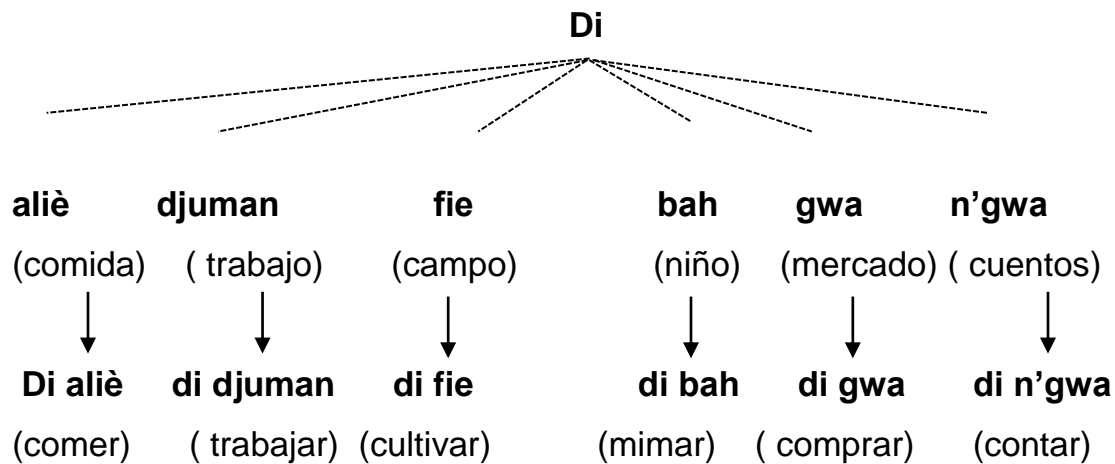 Di
aliè djuman fie bah gwa n’gwa
(comida) ( trabajo) (campo) (niño) (mercado) ( cuentos)
Di aliè di djuman di fie di bah di gwa di n’gwa
(comer) ( trabajar) (cultivar) (mimar) ( comprar) (contar)